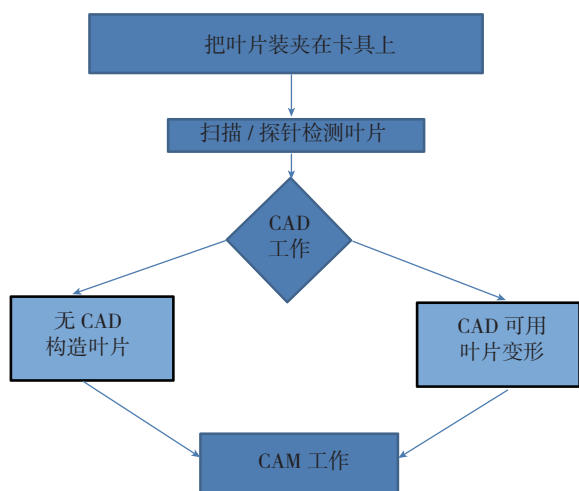 把叶片装夹在卡具上
扫描 / 探针检测叶片
CAD
工作
无 CAD
构造叶片
CAD 可用
叶片变形
CAM 工作